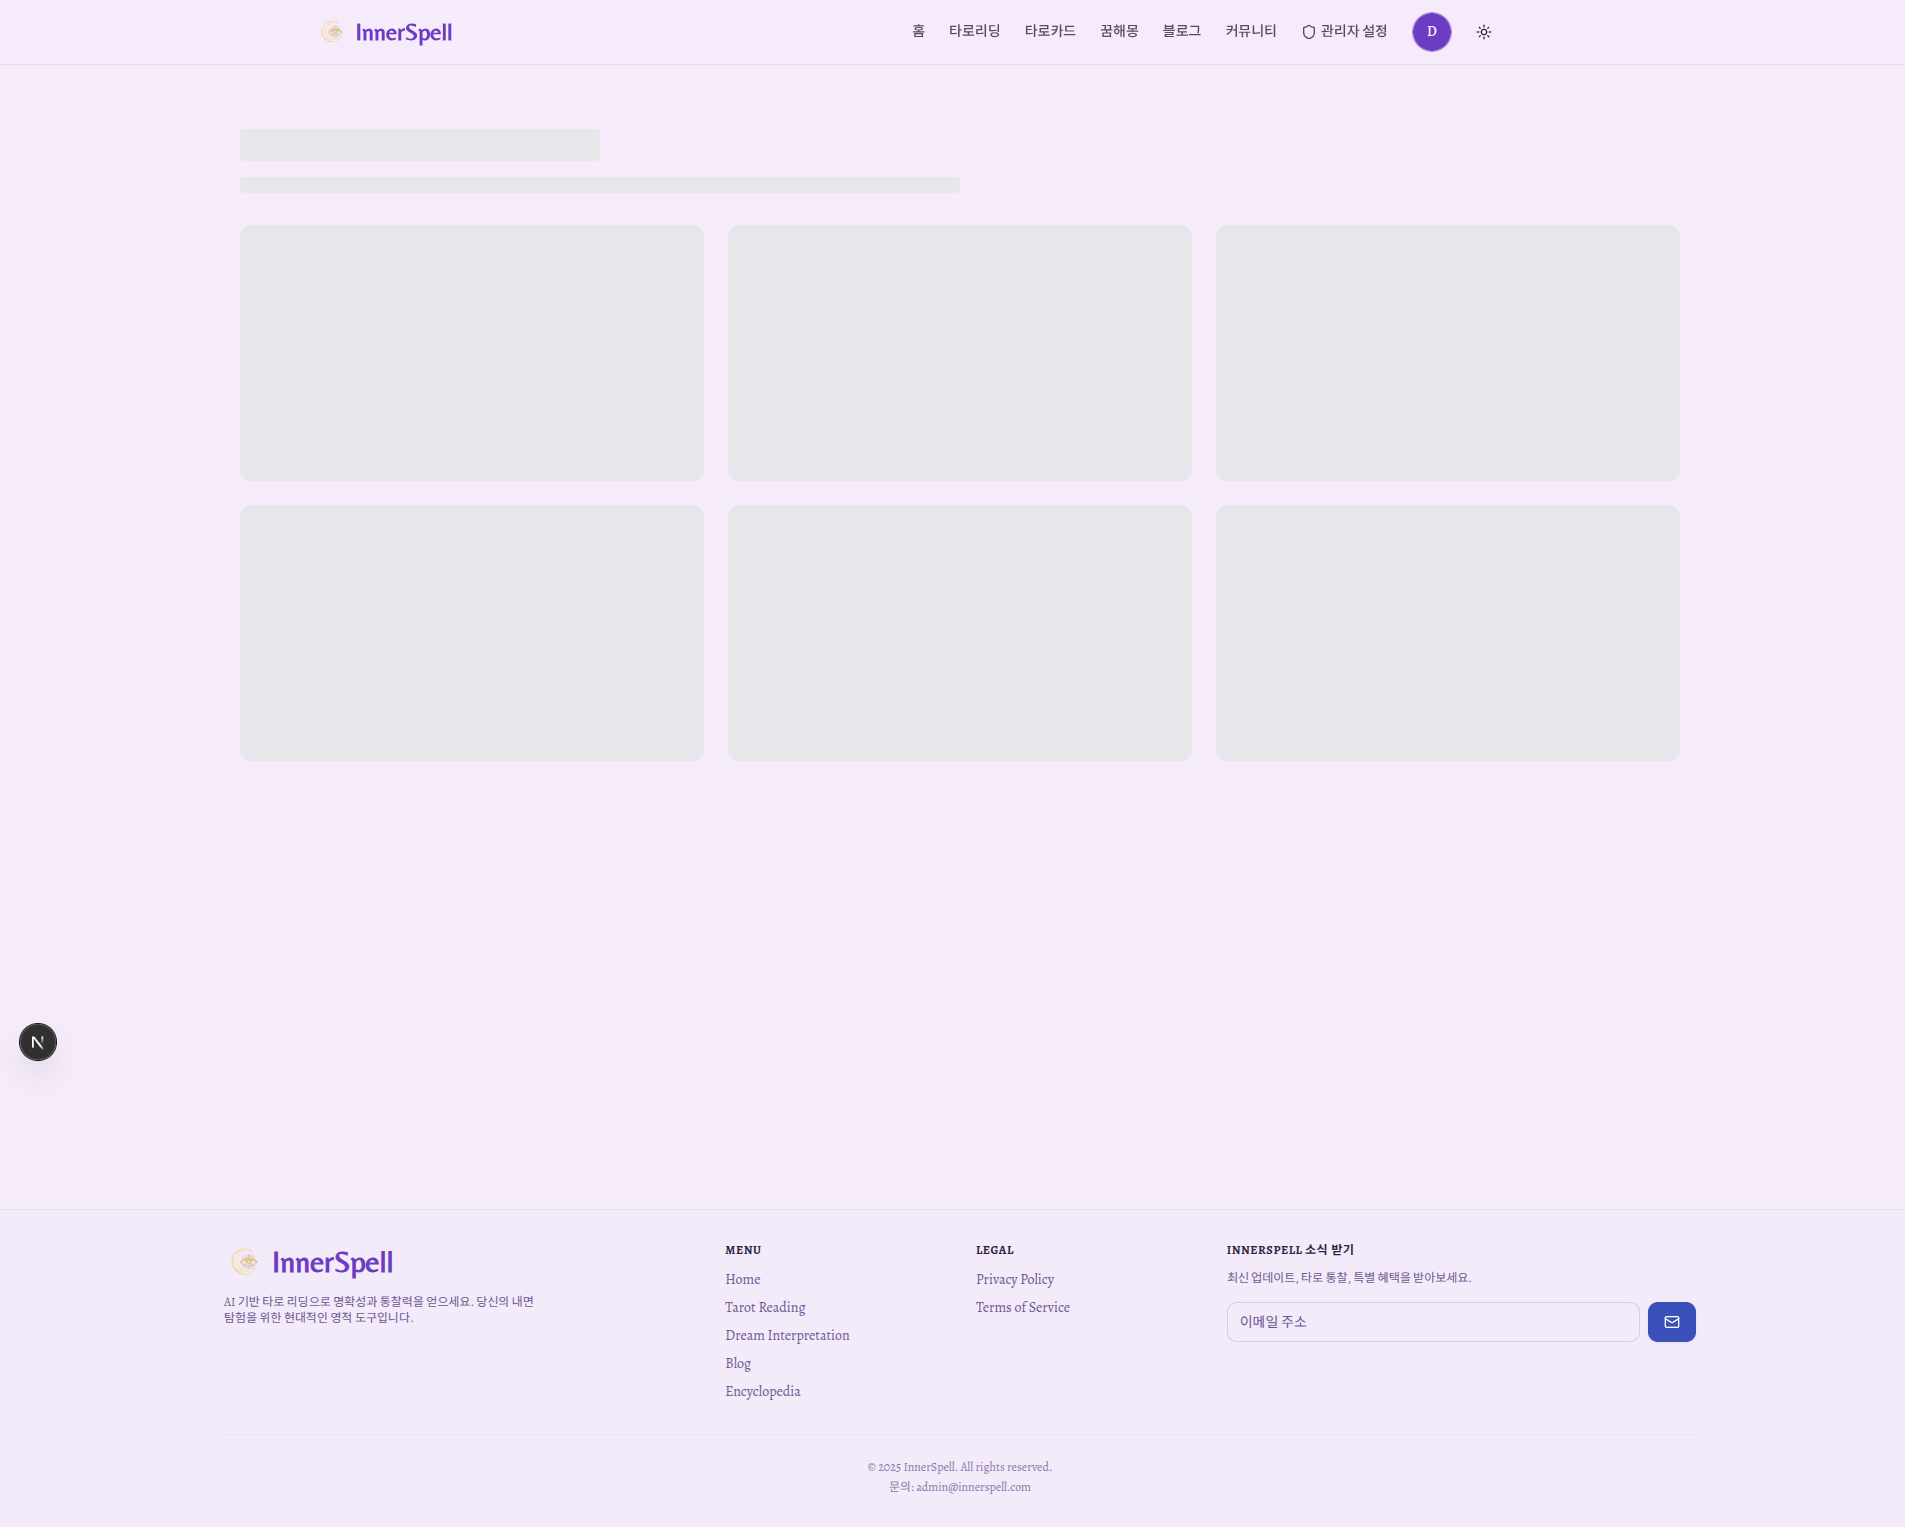 InnerSpell
홈 타로리딩 타로카드 꿈해몽 블로그 커뮤니티 관리자 설정 D
N
InnerSpell
AI 기반 타로 리딩으로 명확성과 통찰력을 얻으세요. 당신의 내면
탐험을 위한 현대적인 영적 도구입니다.
MENU
Home
Tarot Reading
Dream Interpretation
Blog
Encyclopedia
LEGAL
Privacy Policy
Terms of Service
INNERSPELL 소식 받기
최신 업데이트, 타로 통찰, 특별 혜택을 받아보세요.
이메일 주소
© 2025 InnerSpell. All rights reserved.
문의: admin@innerspell.com